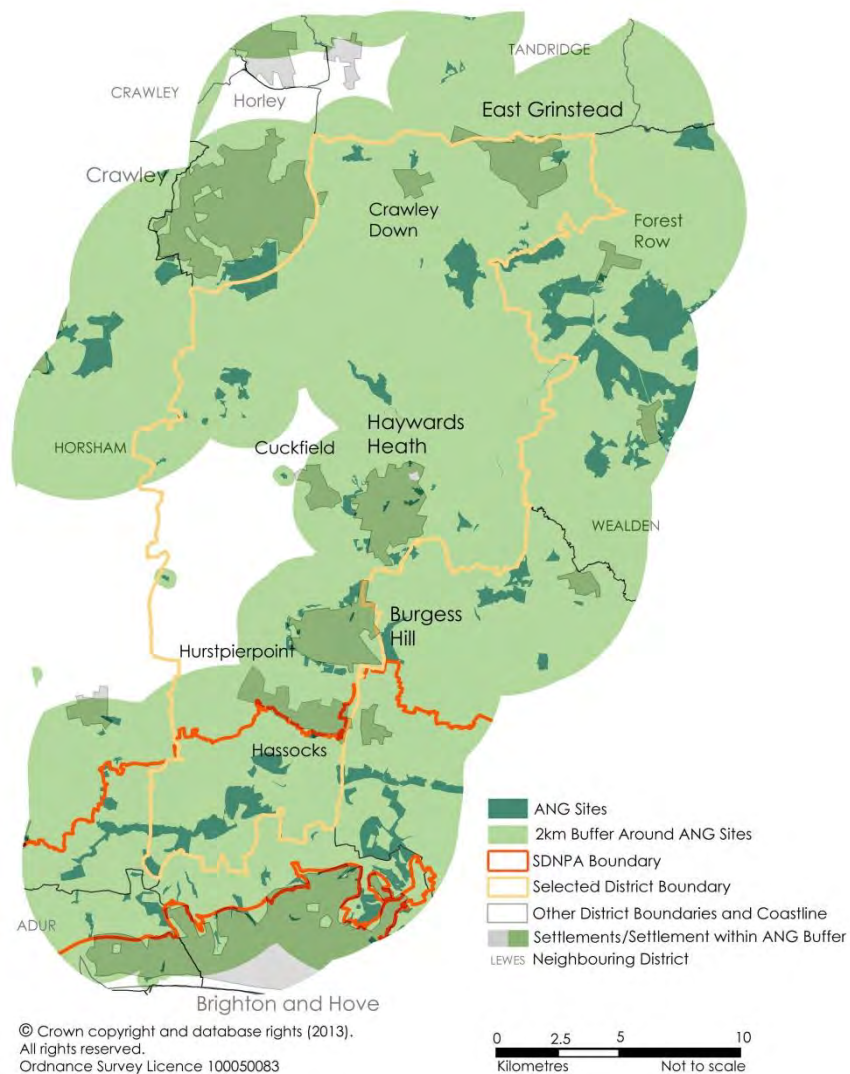 TANDRIDGE
CRAWLEY
Horley
East Grinstead
Crawley
Crawley
Down
Forest
Row
Haywards
Heath
Cuckfield
HORSHAM
WEALDEN
Burgess
Hill
Hurstpierpoint
Hassocks
ANG Sites
2km Buffer Around ANG Sites
SDNPA Boundary
Selected District Boundary
Other District Boundaries and Coastline
Settlements/Settlement within ANG Buffer
LEWES Neighbouring District
ADUR
Brighton and Hove
© Crown copyright and database rights (2013).
All rights reserved.
Ordnance Survey Licence 100050083
0 2.5 5 10
Kilometres Not to scale